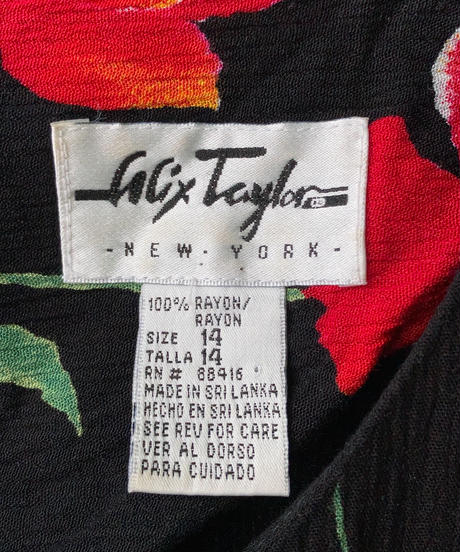 Alix Taylor
-NEW·YORK-
100% RAYON/
RAYON
SIZE 14
TALLA 14
RN # 88416
MADE IN SRI LANKA
HECHO EN SRI LANKA
SEE REV FOR CARE
VER AL DORSO
PARA CUIDADO